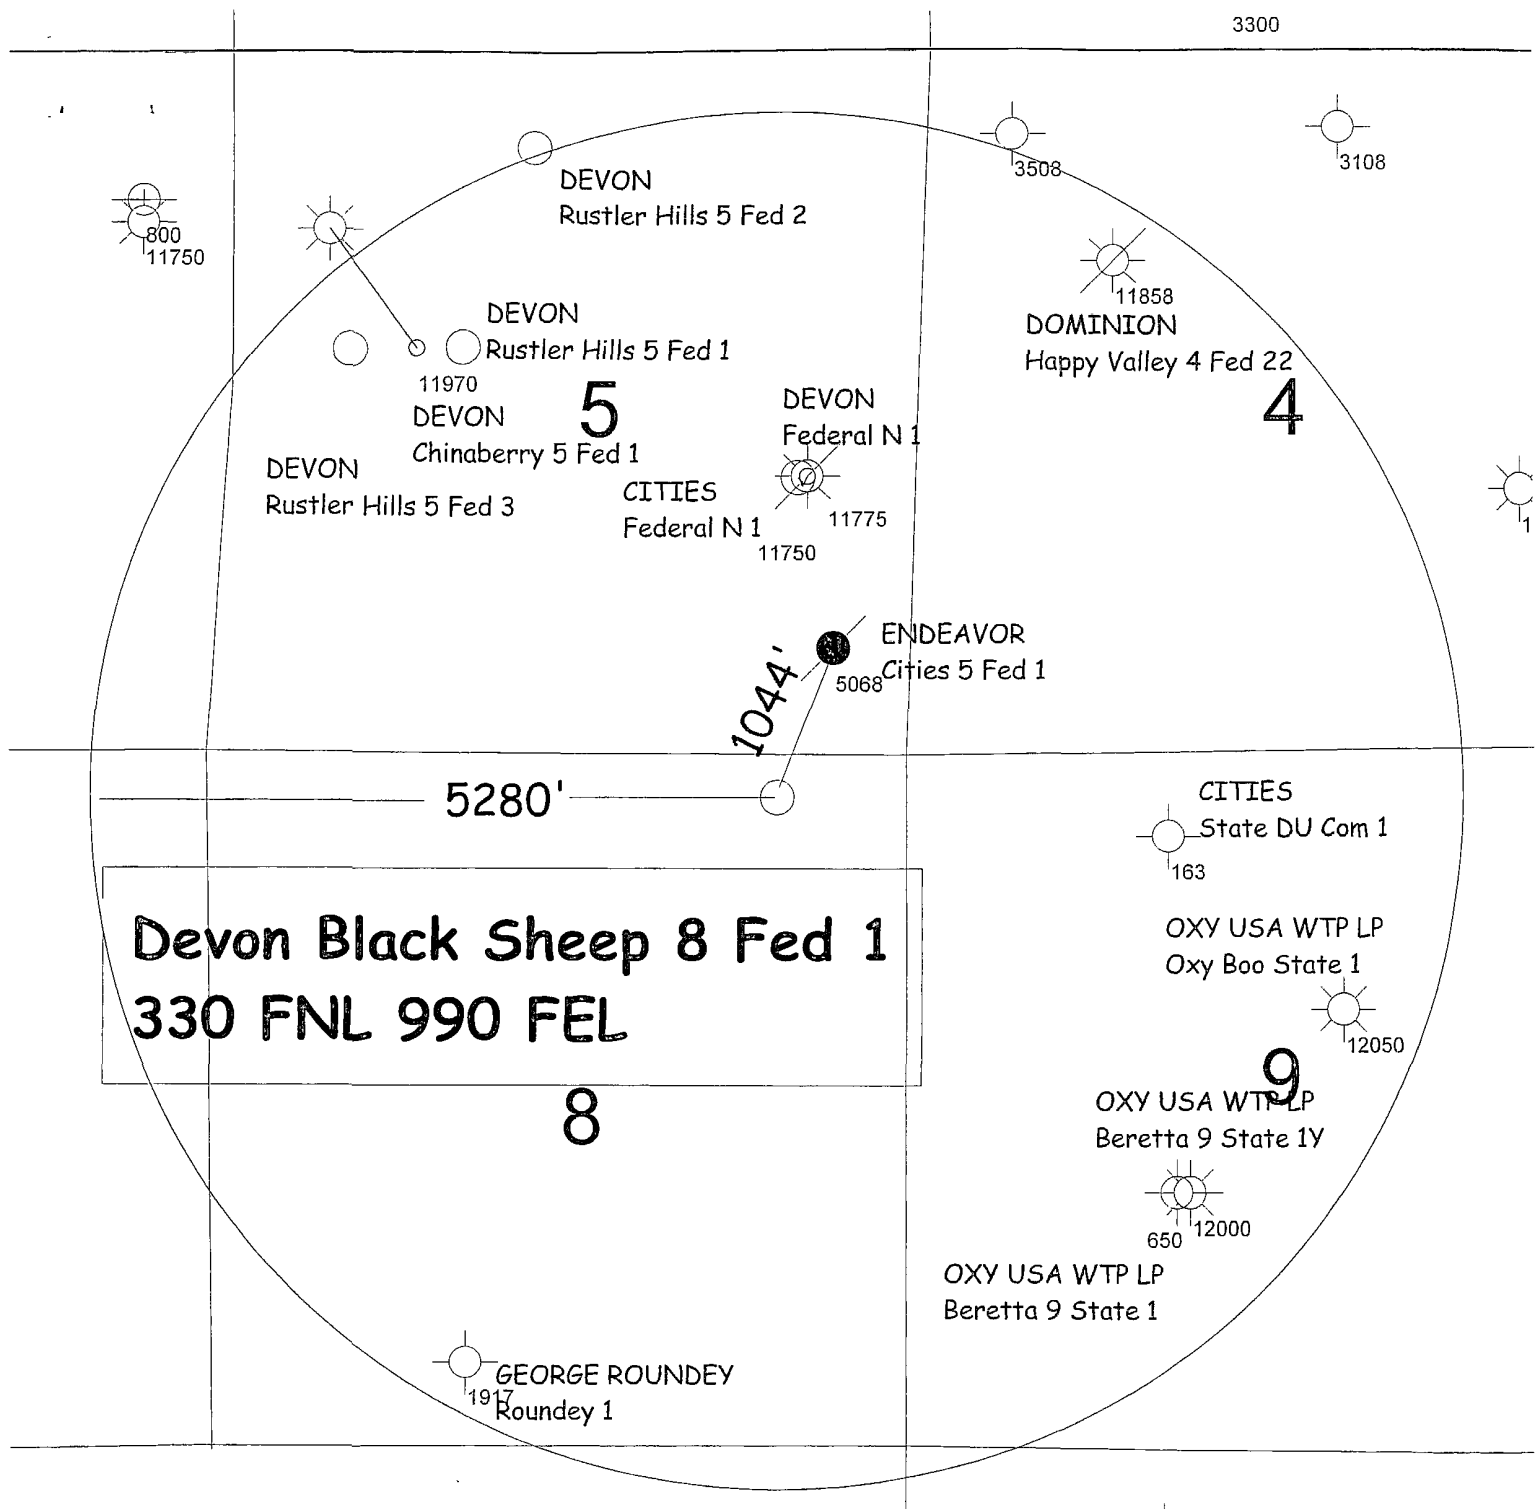 3300
3508
3108
DEVON
Rustler Hills 5 Fed 2
800
11750
11858
DOMINION
Happy Valley 4 Fed 22
DEVON
Rustler Hills 5 Fed 1
11970
5
4
DEVON
Chinaberry 5 Fed 1
DEVON
Federal N 1
DEVON
Rustler Hills 5 Fed 3
CITIES
Federal N 1
11775
11750
1
ENDEAVOR
Cities 5 Fed 1
5068
1044'
5280'
CITIES
State DU Com 1
163
Devon Black Sheep 8 Fed 1
330 FNL 990 FEL
OXY USA WTP LP
Oxy Boo State 1
12050
9
8
OXY USA WTP LP
Beretta 9 State 1Y
650
12000
OXY USA WTP LP
Beretta 9 State 1
GEORGE ROUNDEY
Roundey 1
1917